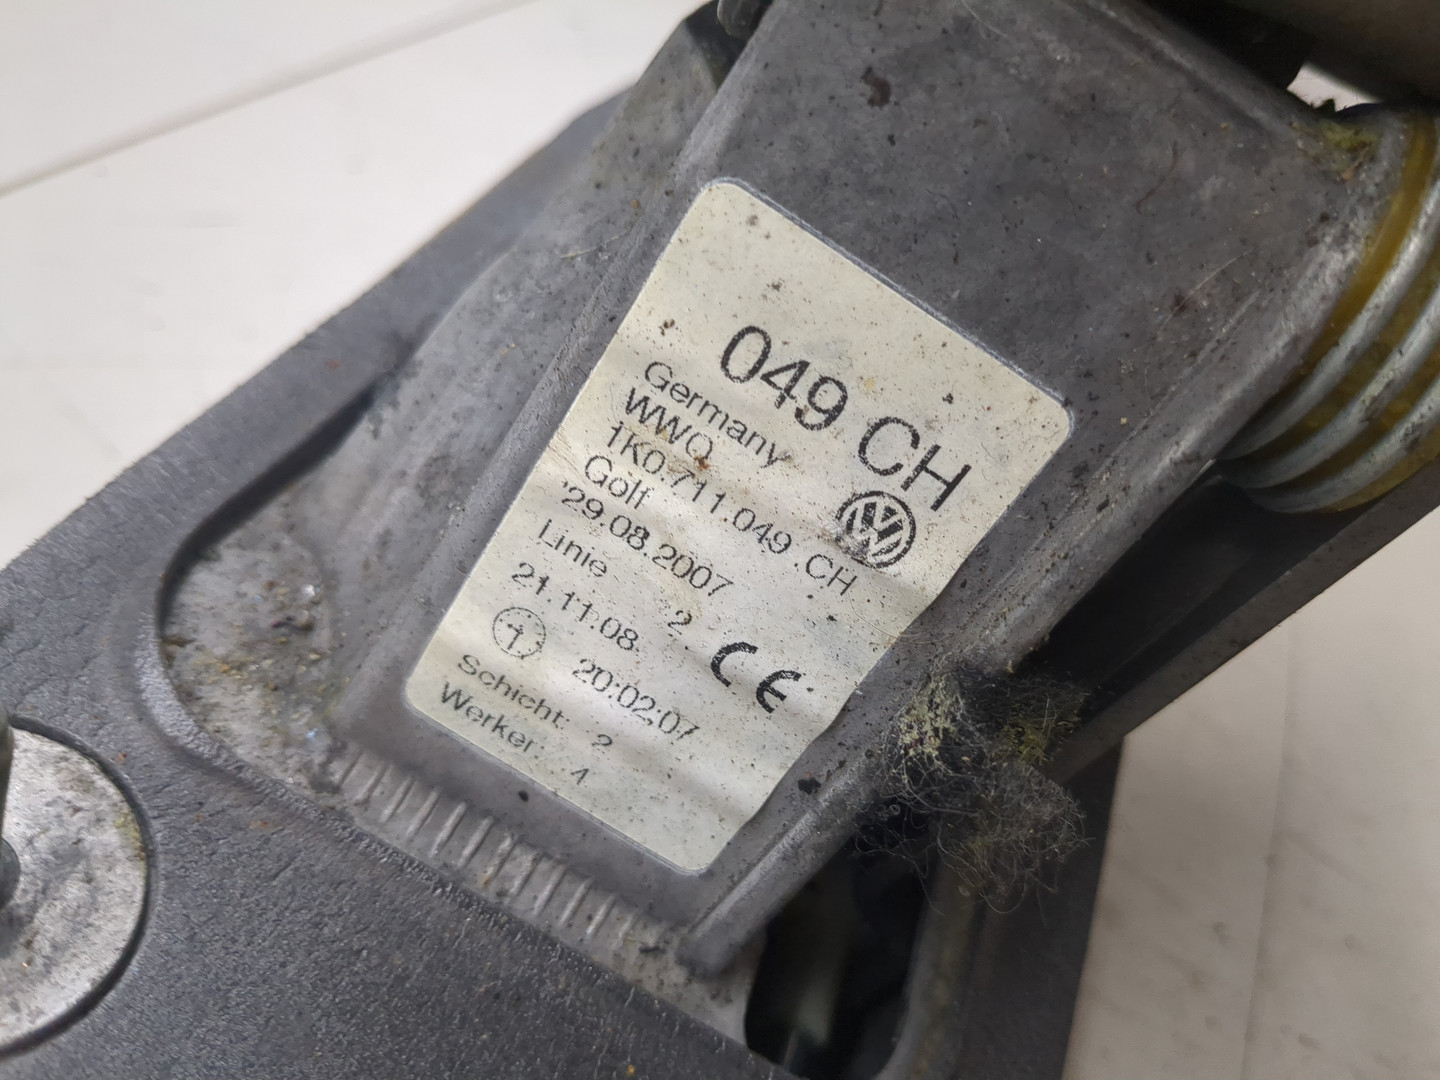 049 CH
Germany
WWQ
1K0.711.049 CH
Golf
'29.08.2007
Linie 2
21.11.08 20:02:07
CE
Schicht: 2
Werker: 1